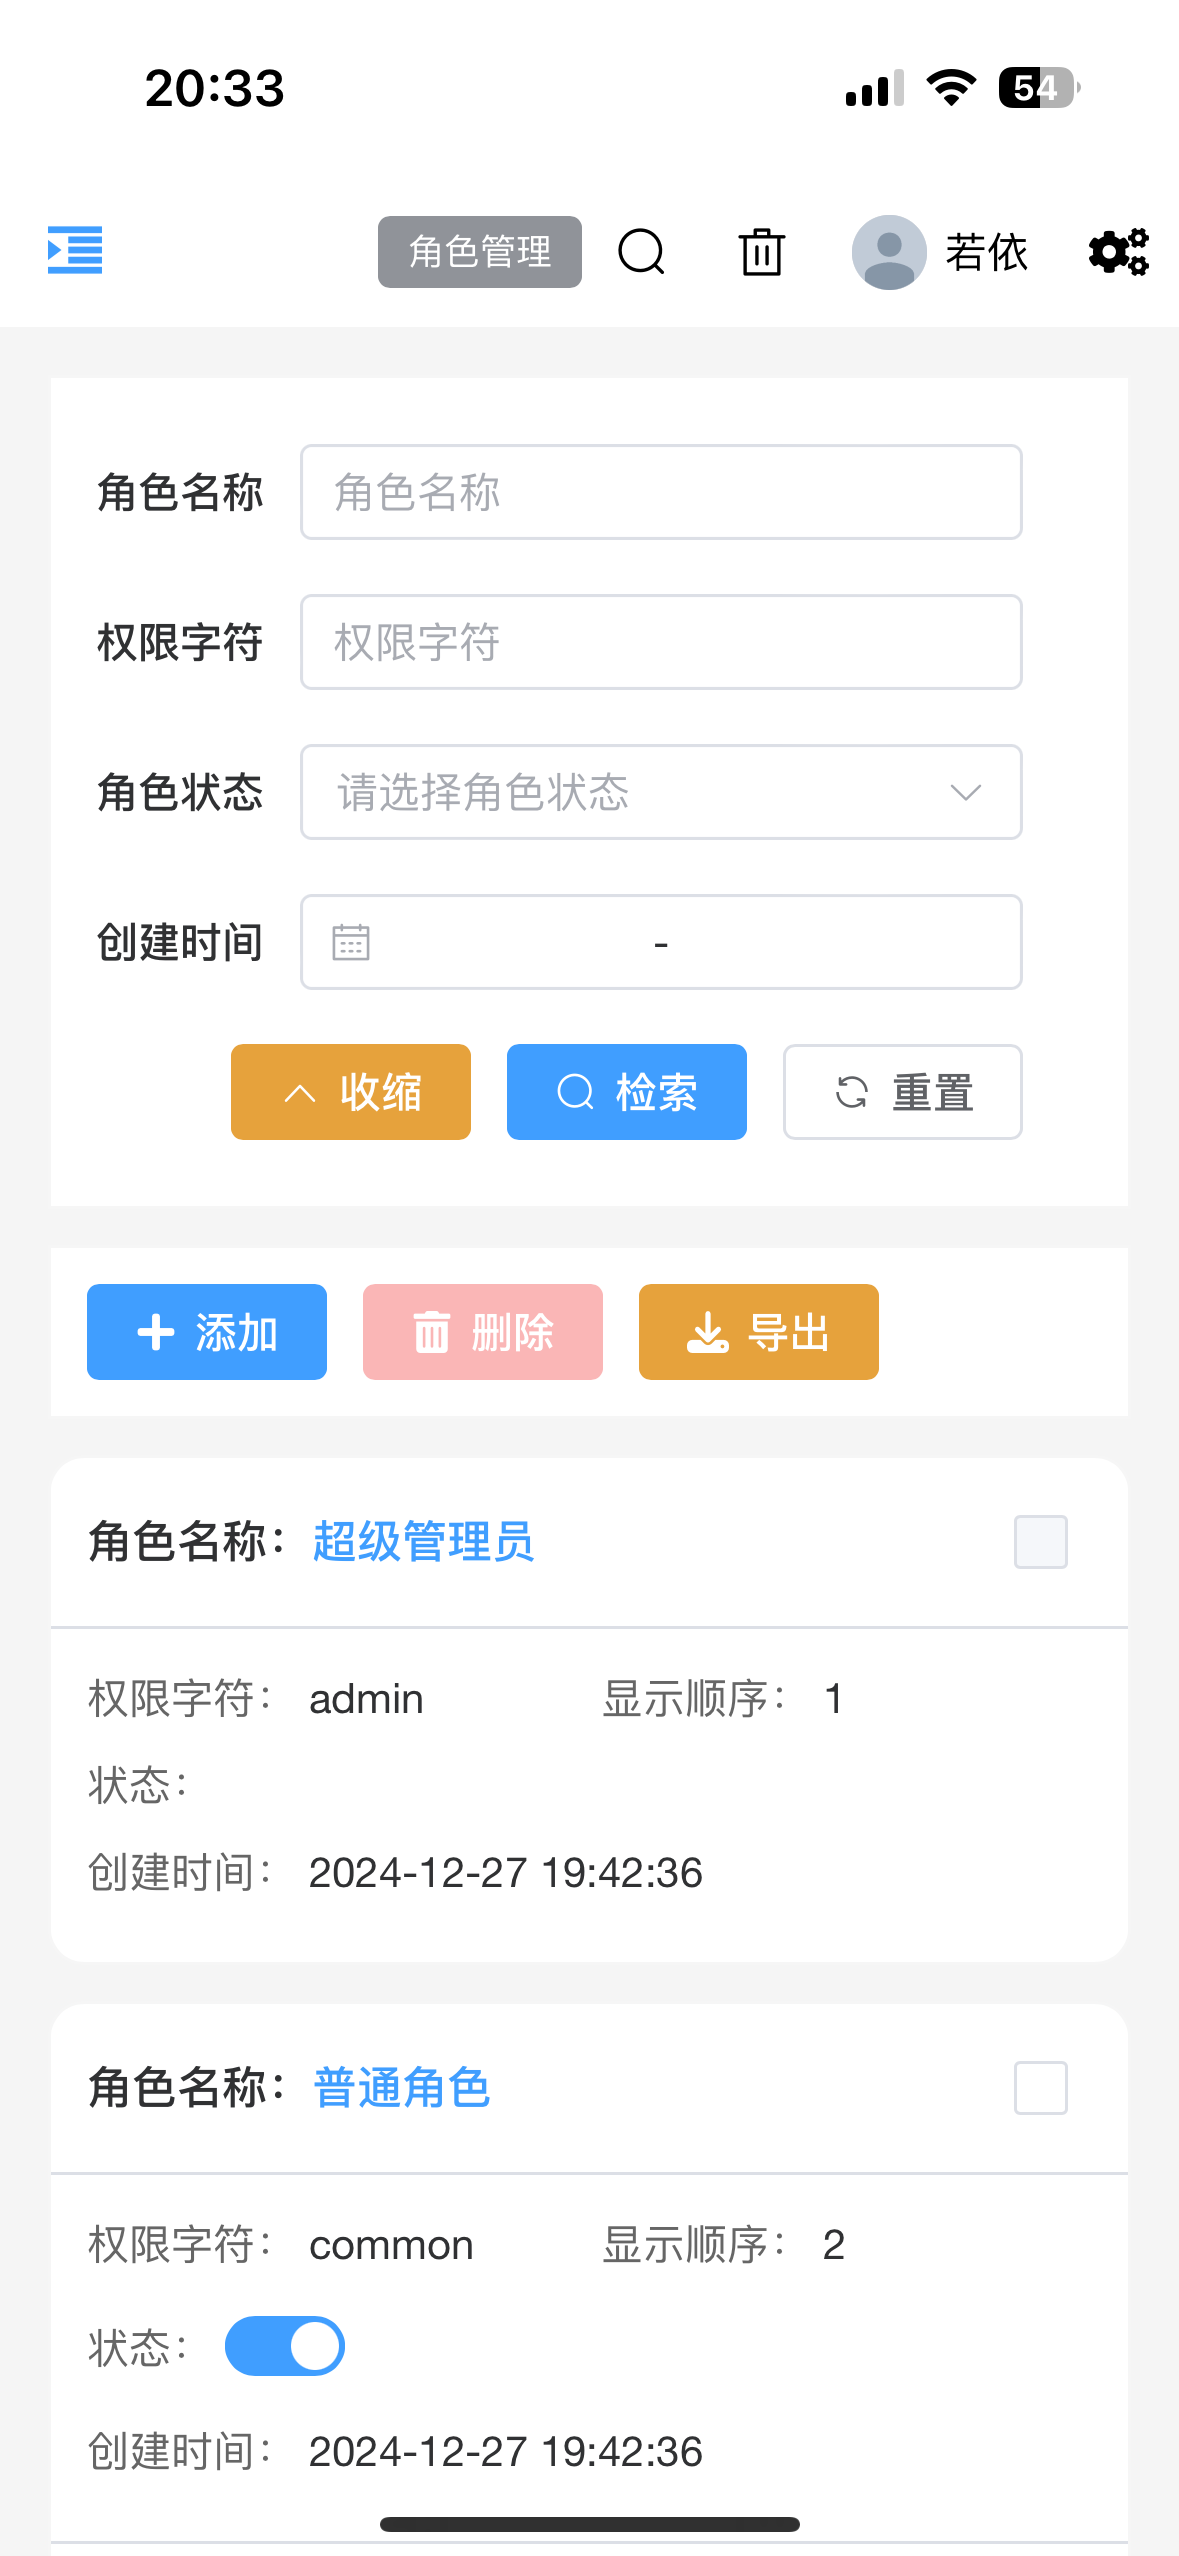 20:33
54
角色管理
若依
角色名称 角色名称
权限字符 权限字符
角色状态 请选择角色状态
创建时间 -
收缩 检索 重置
添加 删除 导出
角色名称： 超级管理员
权限字符： admin 显示顺序： 1
状态：
创建时间： 2024-12-27 19:42:36
角色名称： 普通角色
权限字符： common 显示顺序： 2
状态：
创建时间： 2024-12-27 19:42:36